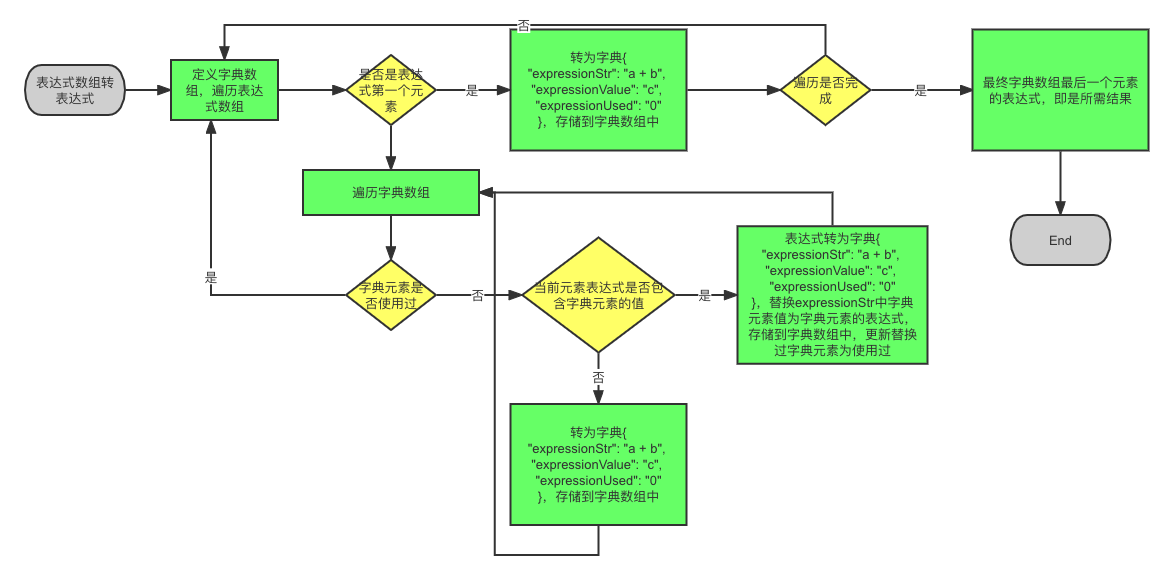 否
表达式数组转
表达式
定义字典数
组，遍历表达
式数组
是否是表达
式第一个元
素
是
转为字典{
"expressionStr": "a + b",
"expressionValue": "c",
"expressionUsed": "0"
}，存储到字典数组中
遍历是否完
成
是
最终字典数组最后一个元素
的表达式，即是所需结果
遍历字典数组
End
是
字典元素是
否使用过
否
当前元素表达式是否包
含字典元素的值
是
表达式转为字典{
"expressionStr": "a + b",
"expressionValue": "c",
"expressionUsed": "0"
}，替换expressionStr中字典
元素值为字典元素的表达式，
存储到字典数组中，更新替换
过字典元素为使用过
否
转为字典{
"expressionStr": "a + b",
"expressionValue": "c",
"expressionUsed": "0"
}，存储到字典数组中